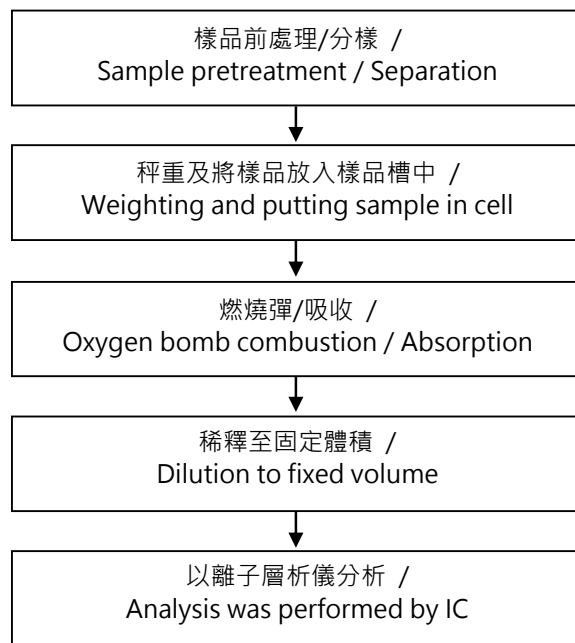 樣品前處理/分樣 /
Sample pretreatment / Separation
秤重及將樣品放入樣品槽中 /
Weighting and putting sample in cell
燃燒彈/吸收 /
Oxygen bomb combustion / Absorption
稀釋至固定體積 /
Dilution to fixed volume
以離子層析儀分析 /
Analysis was performed by IC